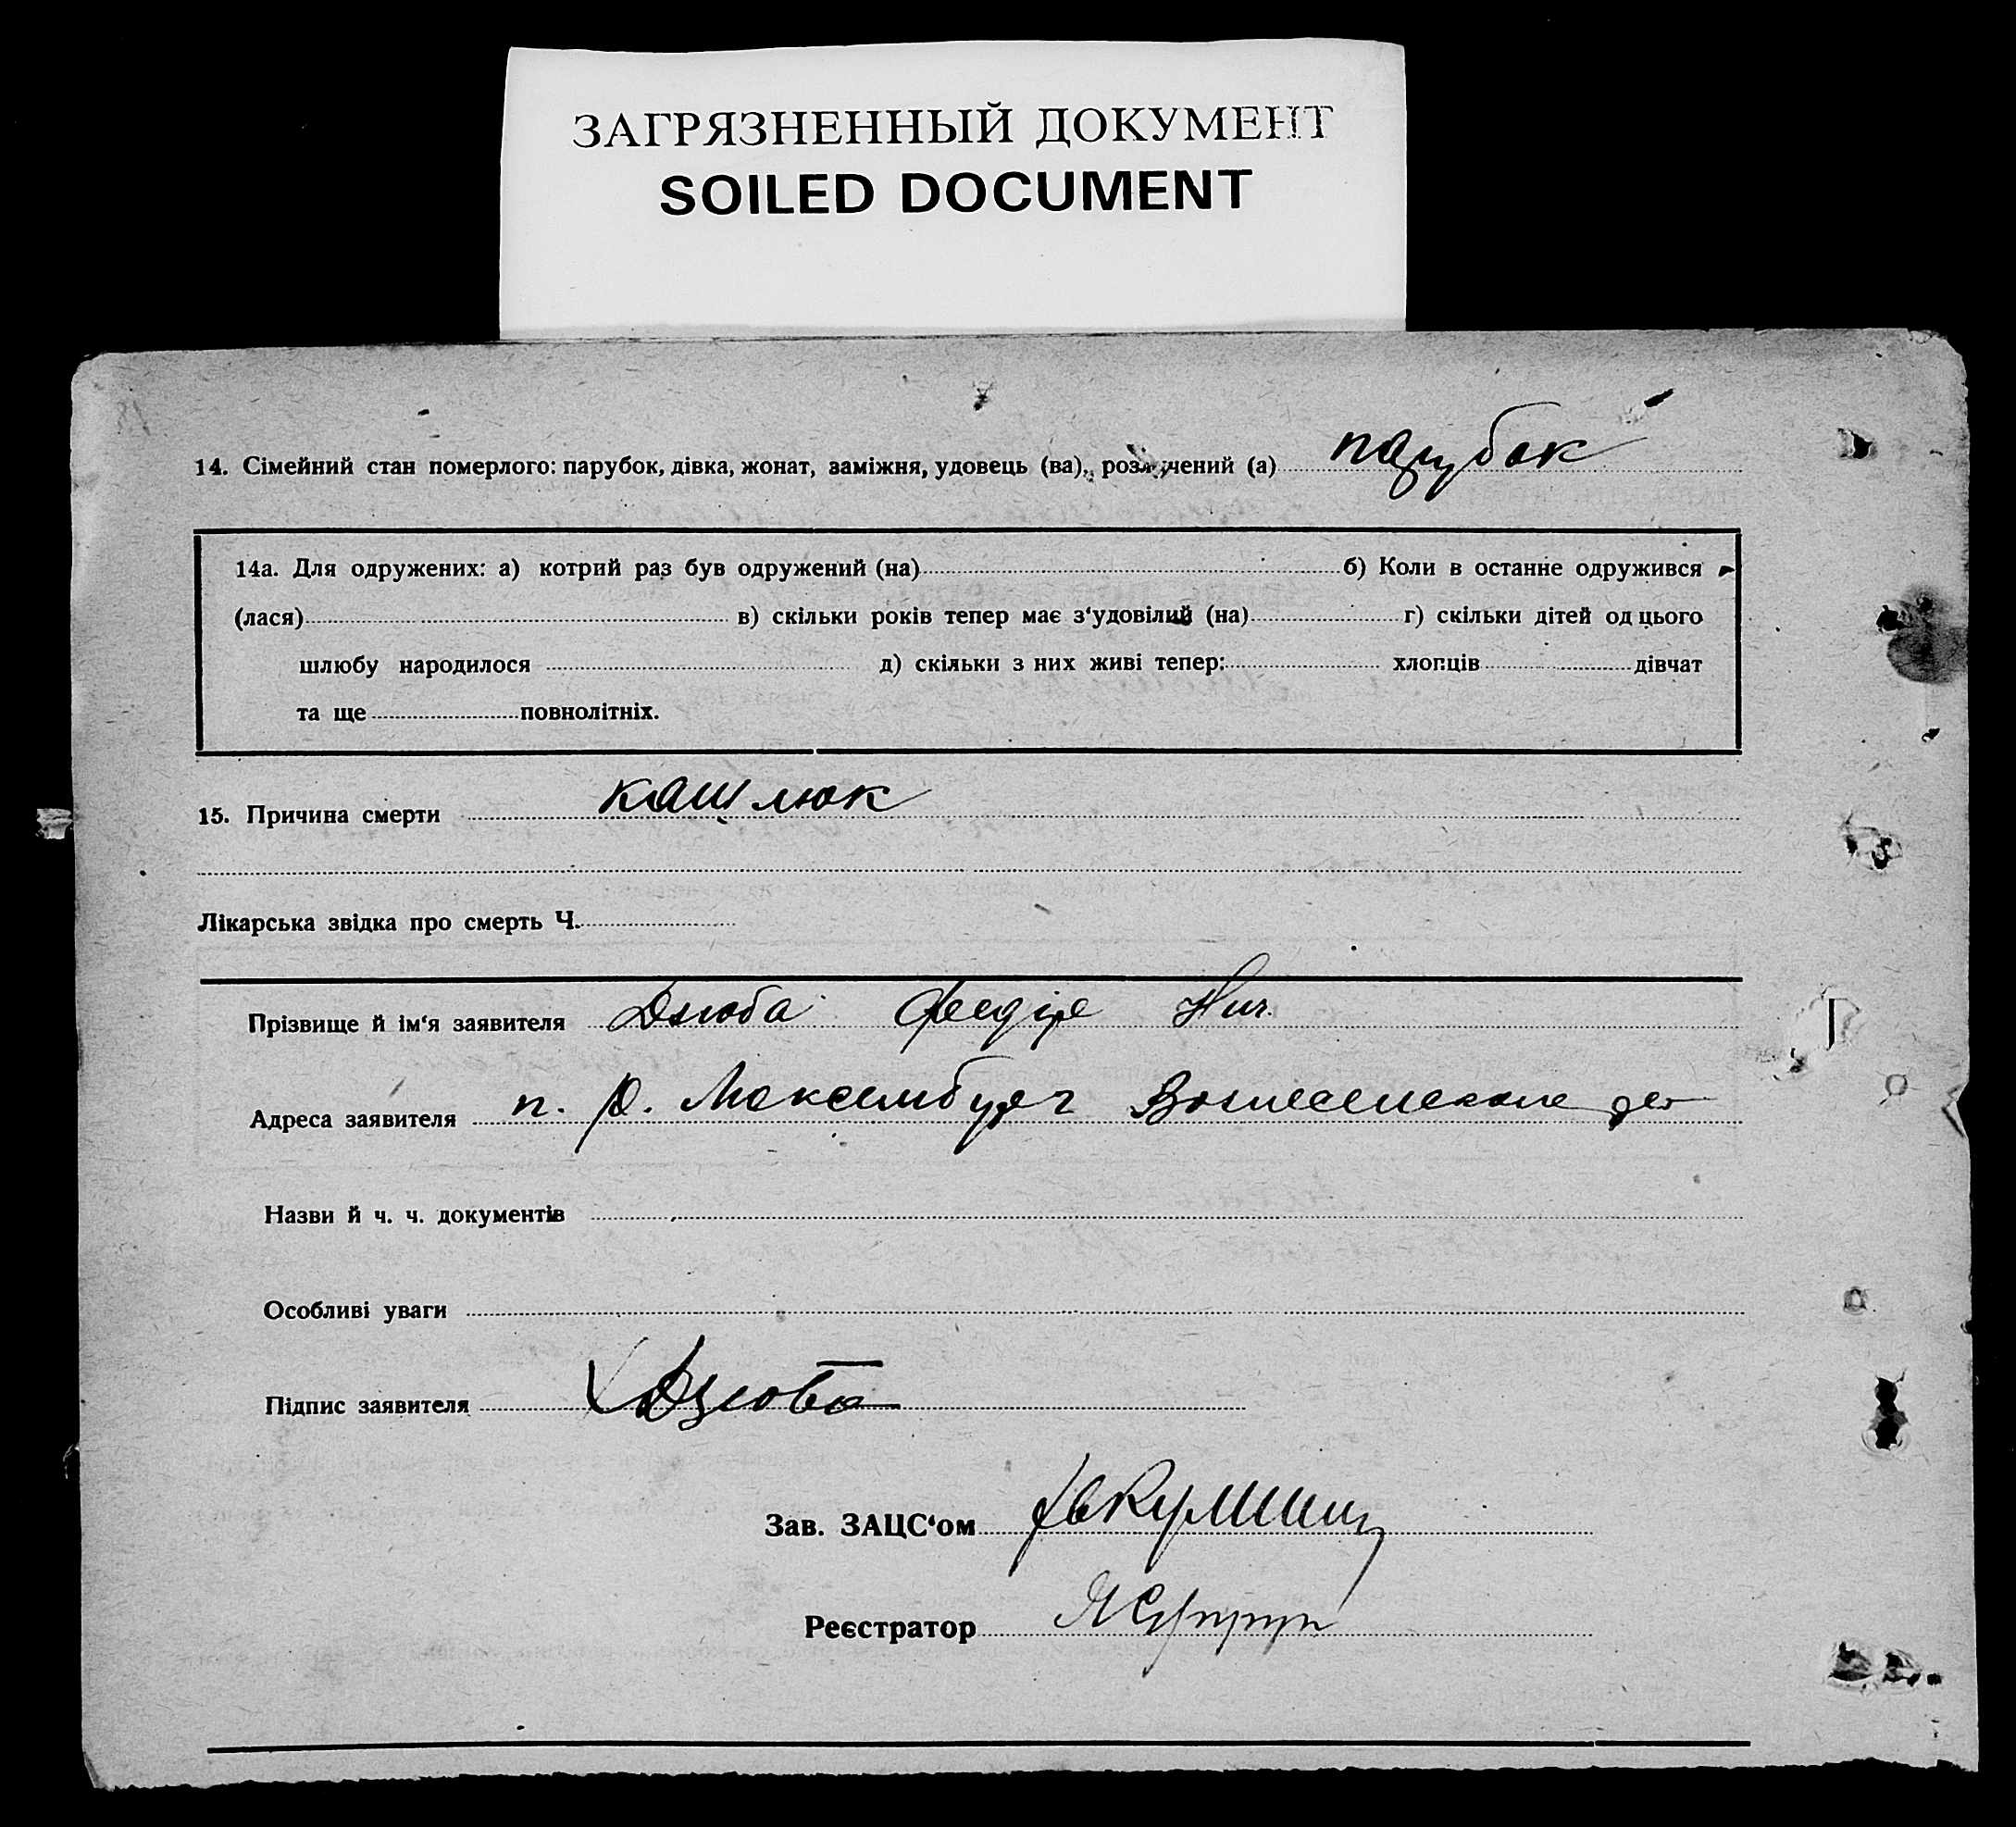 ЗАГРЯЗНЕННЫЙ ДОКУМЕНТ
SOILED DOCUMENT
14. Сімейний стан померлого: парубок, дівка, жонат, заміжня, удовець (ва), розлучений (а) парубок
14а. Для одружених: а) котрий раз був одружений (на) б) Коли в останнє одружився
(лася) в) скільки років тепер має з‘удовілий (на) г) скільки дітей од цього
шлюбу народилося д) скільки з них живі тепер: хлопців дівчат
та ще повнолітніх.
15. Причина смерти кашлюк
Лікарська звідка про смерть Ч.
Прізвище й ім‘я заявителя Дзюба
Адреса заявителя п. р.
Назви й ч. ч. документів
Особливі уваги
Підпис заявителя Дзюба
Зав. ЗАЦС‘ом
Реєстратор